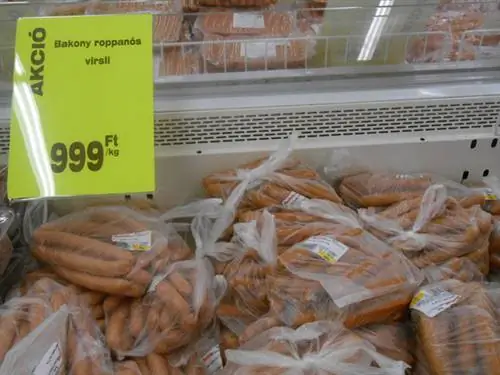 AKCIÓ
Bakony roppanós
virsli
999 Ft
/kg